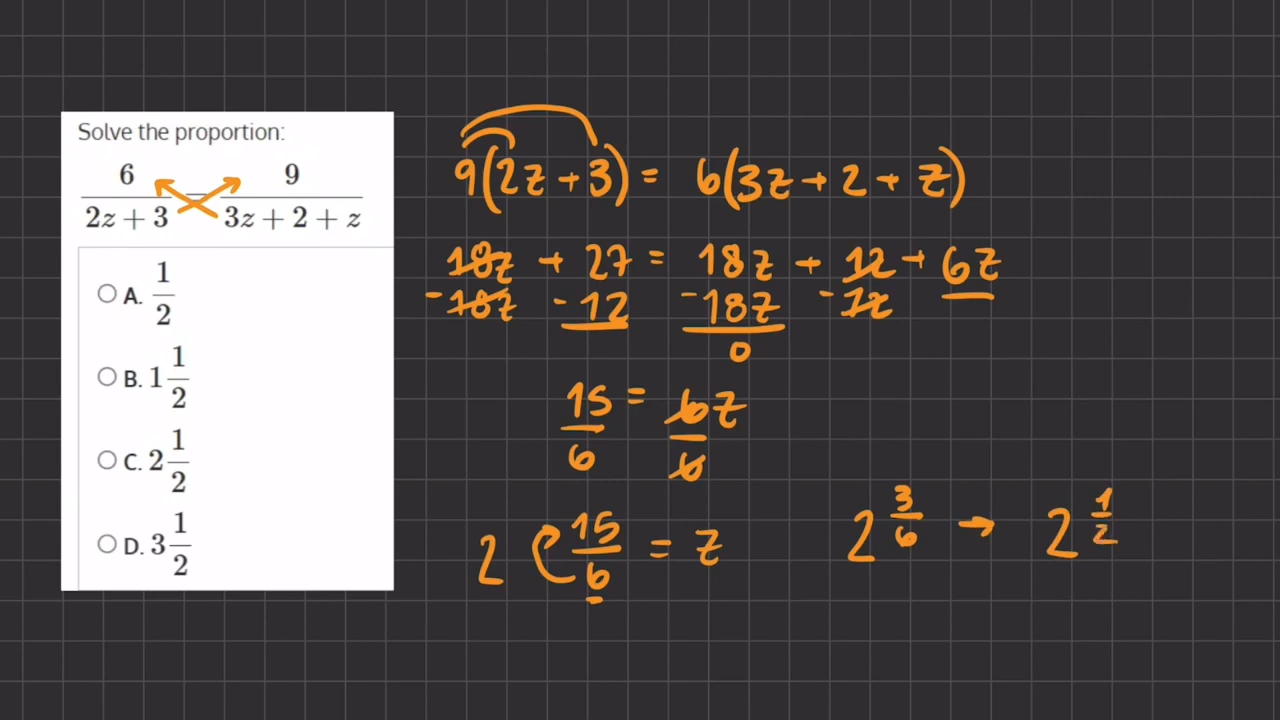 Solve the proportion:
6/(2z + 3) = 9/(3z + 2 + z)
A. 1/2
B. 1 1/2
C. 2 1/2
D. 3 1/2
9(2z + 3) = 6(3z + 2 + z)
18z + 27 = 18z + 12 + 6z
-18z -12 -18z -12
0
15 = 6z
6 6
2 15/6 = z
2 3/6 → 2 1/2